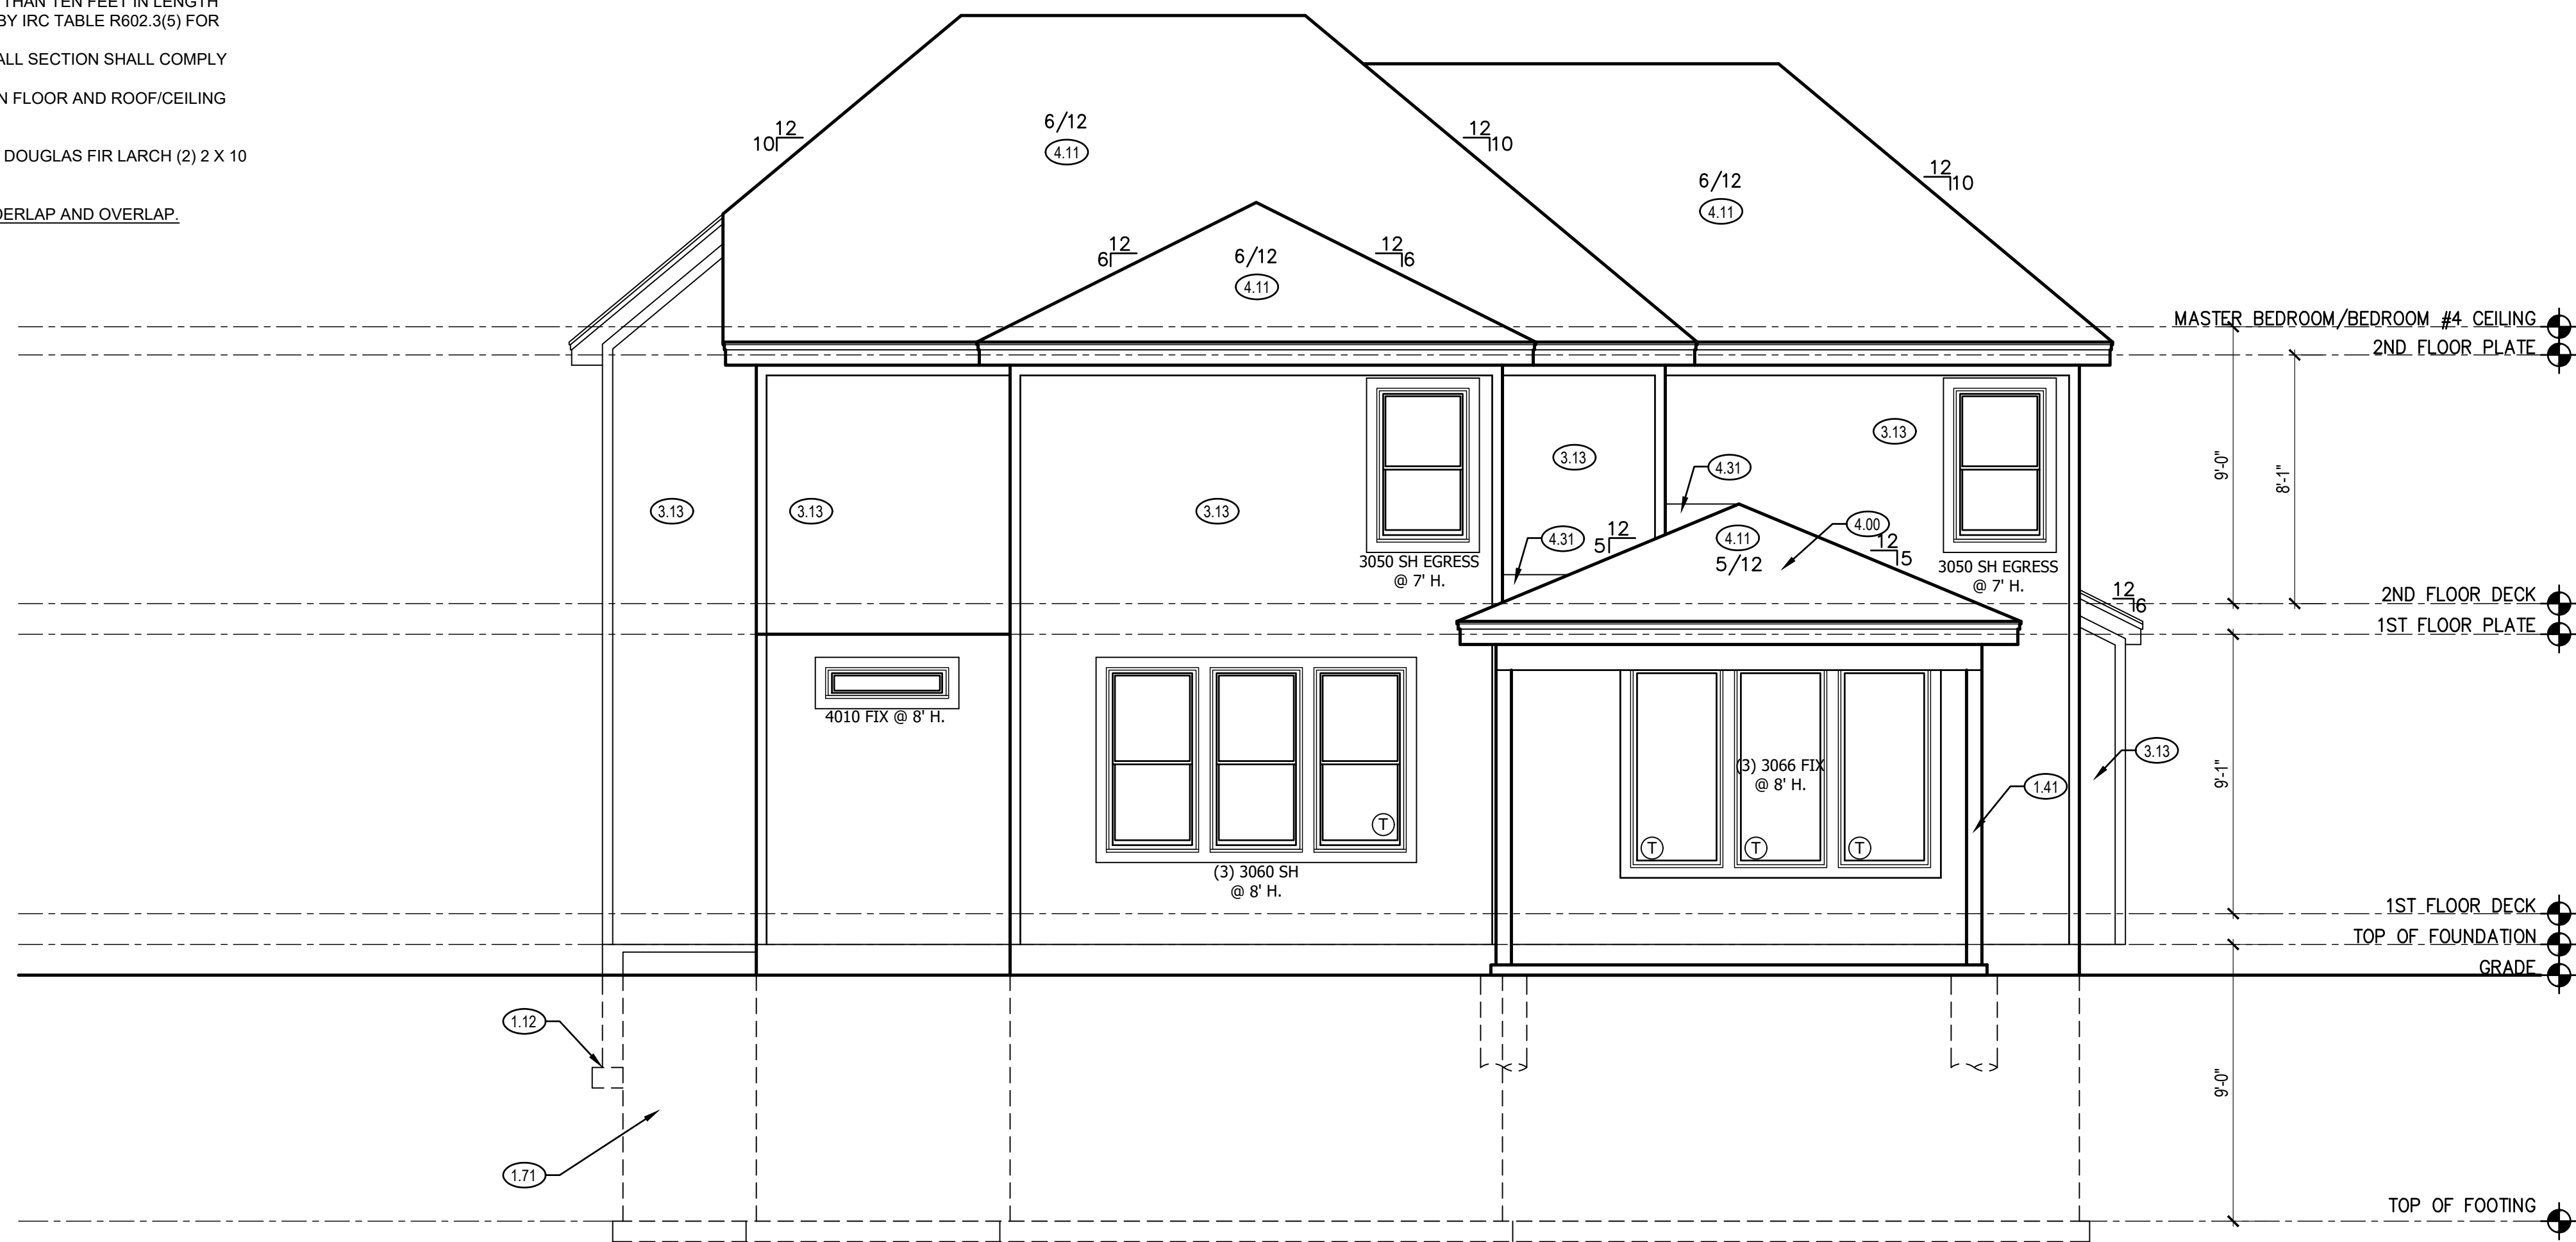 THAN TEN FEET IN LENGTH
BY IRC TABLE R602.3(5) FOR
ALL SECTION SHALL COMPLY
N FLOOR AND ROOF/CEILING
DOUGLAS FIR LARCH (2) 2 X 10
DERLAP AND OVERLAP.
12
10
6/12
4.11
12
10
6/12
4.11
12
10
12
6
6/12
4.11
12
6
MASTER BEDROOM/BEDROOM #4 CEILING
2ND FLOOR PLATE
3.13
3.13
3.13
3.13
3.13
4.31
4.31
4.00
4.11
5/12
12
5
12
5
3050 SH EGRESS
@ 7' H.
3050 SH EGRESS
@ 7' H.
9'-0"
8'-1"
12
6
2ND FLOOR DECK
1ST FLOOR PLATE
4010 FIX @ 8' H.
(3) 3060 SH
@ 8' H.
T
(3) 3066 FIX
@ 8' H.
T
T
T
3.13
1.41
9'-1"
1ST FLOOR DECK
TOP OF FOUNDATION
GRADE
1.12
1.71
9'-0"
TOP OF FOOTING